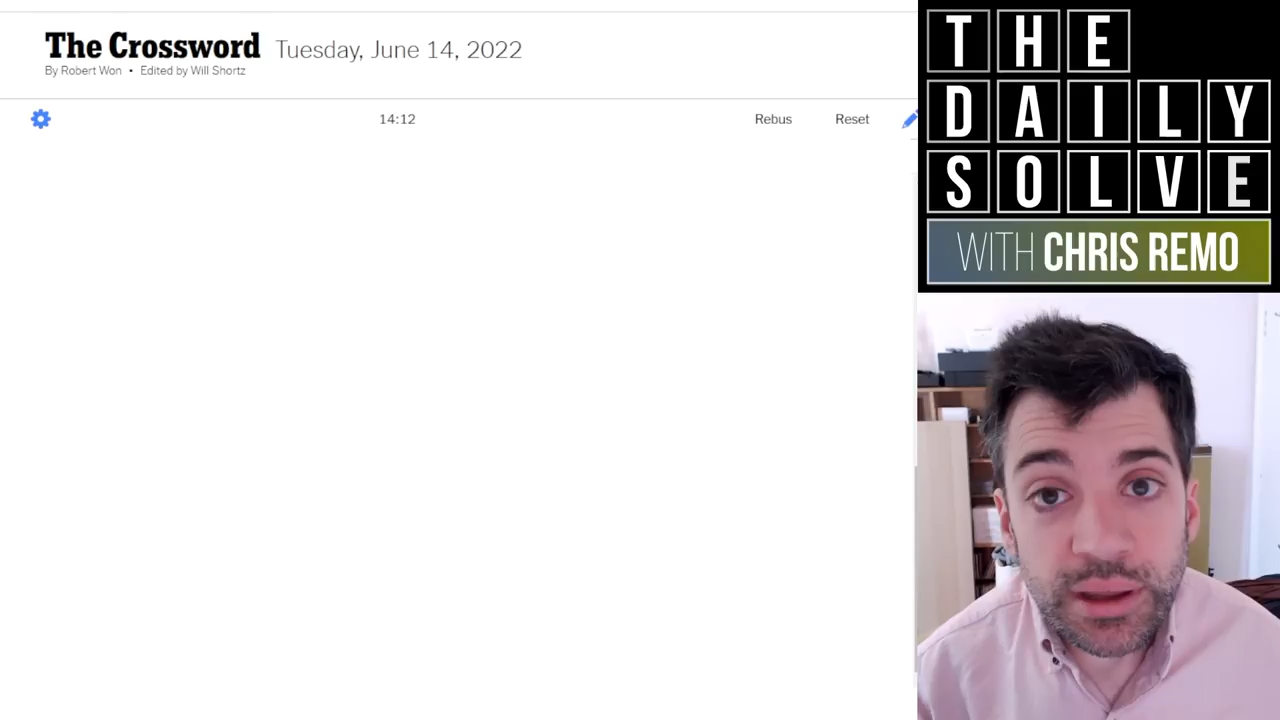 The Crossword Tuesday, June 14, 2022
By Robert Won • Edited by Will Shortz
14:12 Rebus Reset
THE
DAILY
SOLVE
WITH CHRIS REMO